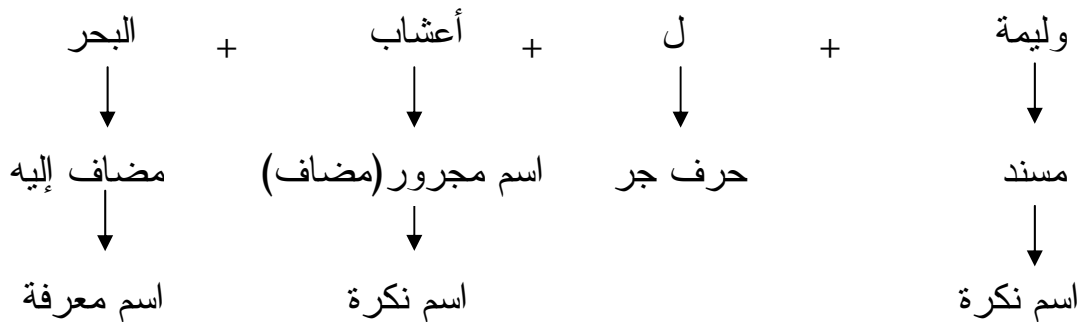 وليمة + ل + أعشاب + البحر
مسند حرف جر اسم مجرور(مضاف) مضاف إليه
اسم نكرة اسم نكرة اسم معرفة